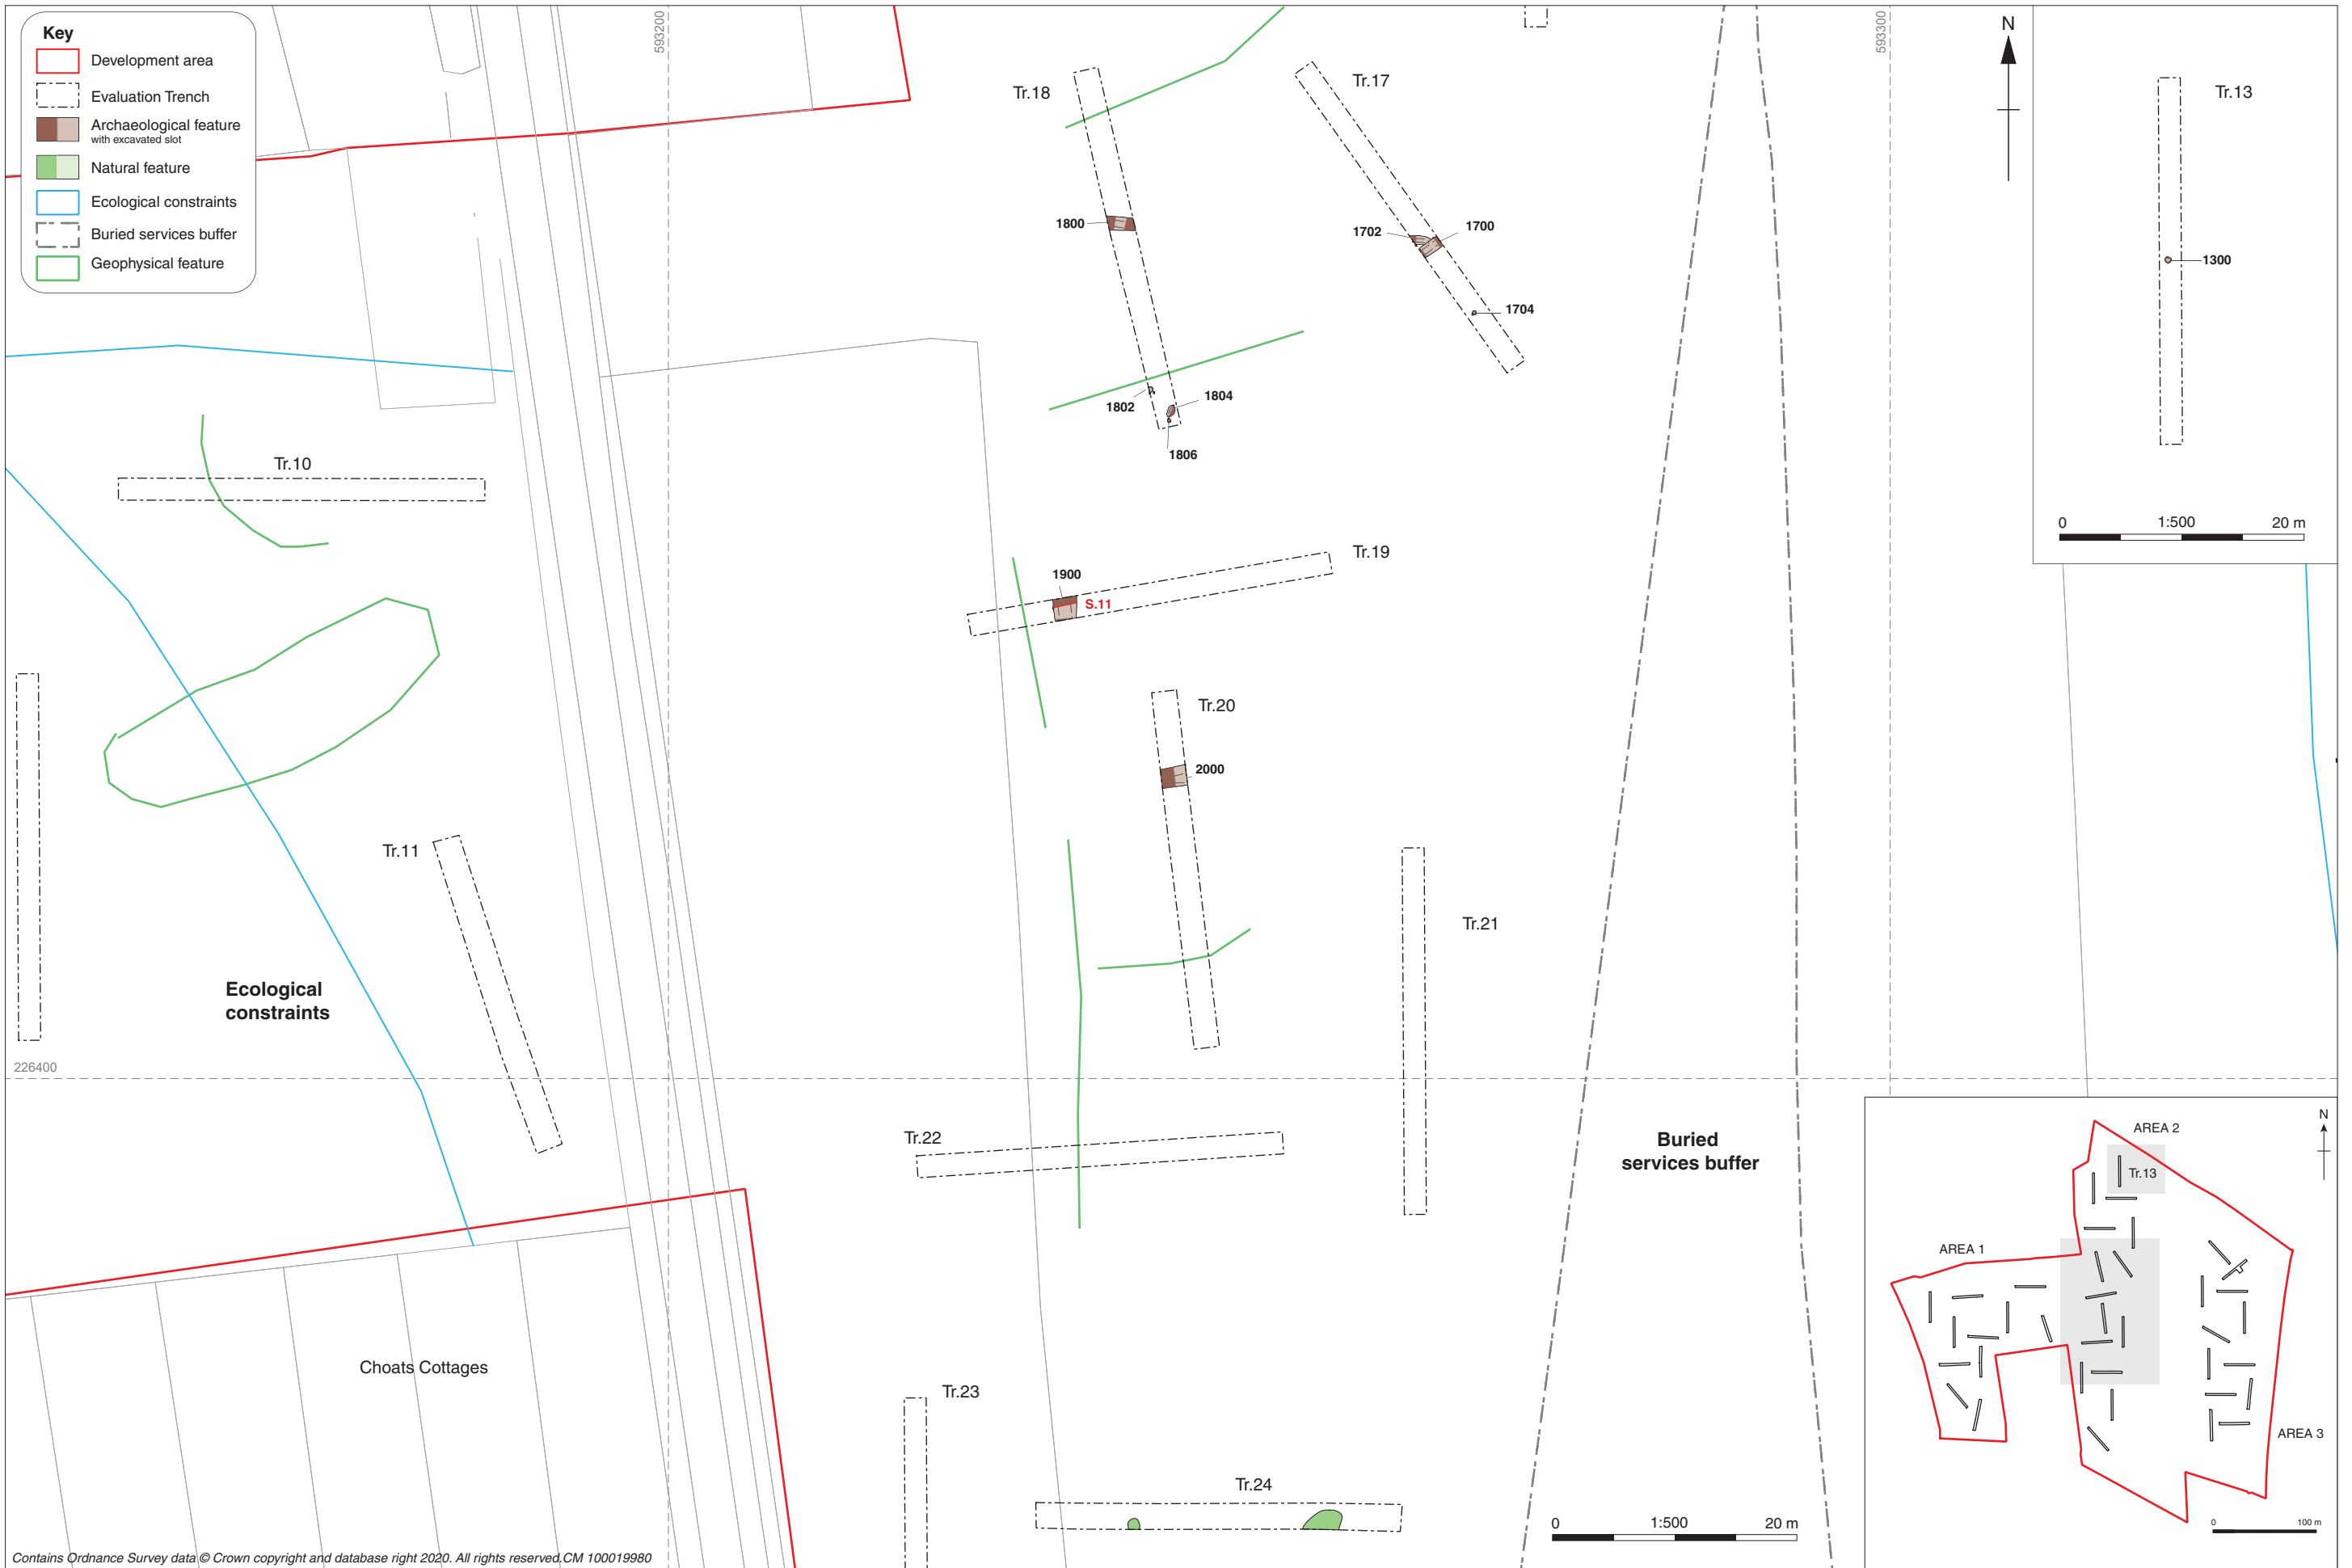 Key
Development area
Evaluation Trench
Archaeological feature
with excavated slot
Natural feature
Ecological constraints
Buried services buffer
Geophysical feature
593200
593300
N
Tr.18
Tr.17
Tr.13
1800
1702
1700
1300
1704
1802
1804
1806
0 1:500 20 m
Tr.10
Tr.19
1900
S.11
Tr.20
2000
Tr.11
Tr.21
Ecological
constraints
226400
Tr.22
Buried
services buffer
N
AREA 2
Tr.13
AREA 1
AREA 3
0 100 m
Choats Cottages
Tr.23
Tr.24
0 1:500 20 m
Contains Ordnance Survey data © Crown copyright and database right 2020. All rights reserved.CM 100019980